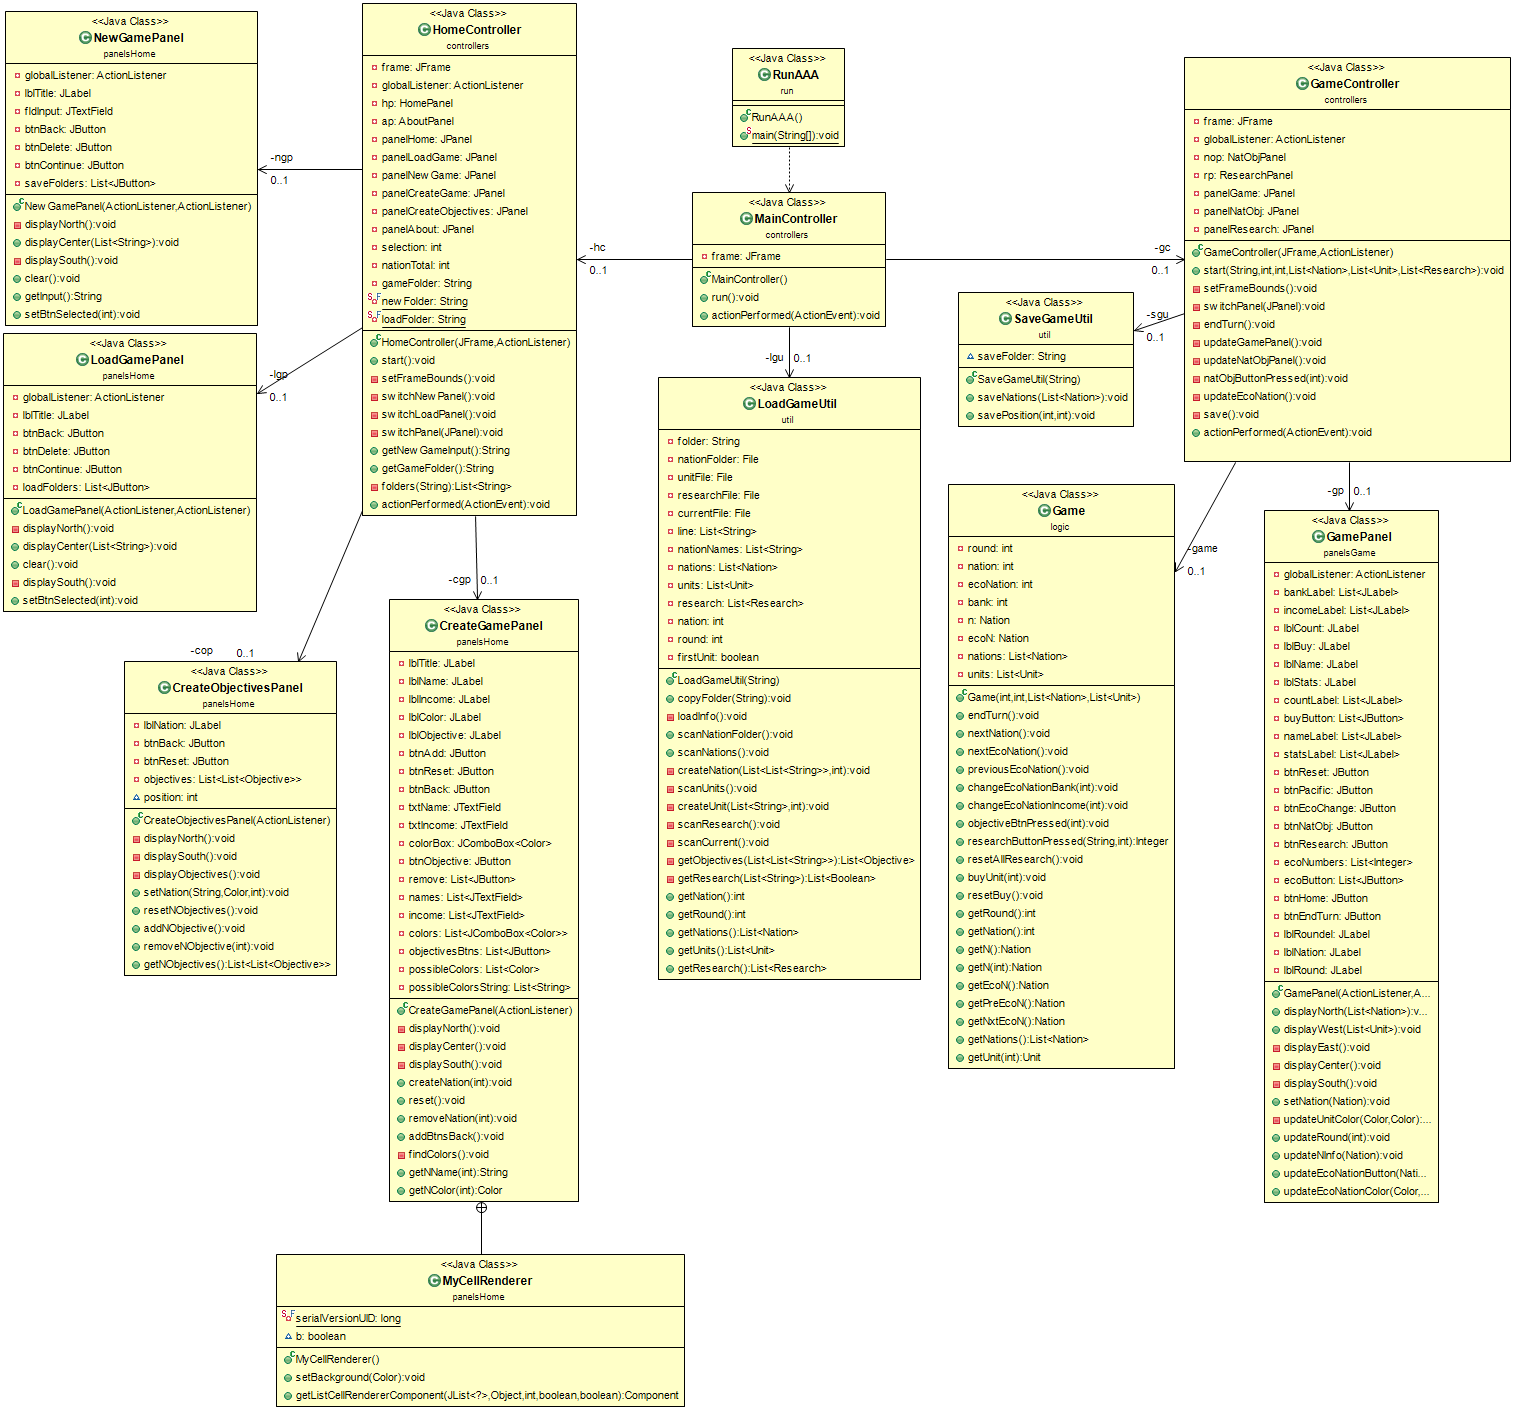 <<Java Class>>
NewGamePanel
panelsHome
globalListener: ActionListener
lblTitle: JLabel
fldInput: JTextField
btnBack: JButton
btnDelete: JButton
btnContinue: JButton
saveFolders: List<JButton>
NewGamePanel(ActionListener,ActionListener)
displayNorth():void
displayCenter(List<String>):void
displaySouth():void
clear():void
getInput():String
setBtnSelected(int):void
<<Java Class>>
LoadGamePanel
panelsHome
globalListener: ActionListener
lblTitle: JLabel
btnBack: JButton
btnDelete: JButton
btnContinue: JButton
loadFolders: List<JButton>
LoadGamePanel(ActionListener,ActionListener)
displayNorth():void
displayCenter(List<String>):void
clear():void
displaySouth():void
setBtnSelected(int):void
-ngp
0..1
-lgp
0..1
<<Java Class>>
HomeController
controllers
frame: JFrame
globalListener: ActionListener
hp: HomePanel
ap: AboutPanel
panelHome: JPanel
panelLoadGame: JPanel
panelNewGame: JPanel
panelCreateGame: JPanel
panelCreateObjectives: JPanel
panelAbout: JPanel
selection: int
nationTotal: int
gameFolder: String
newFolder: String
loadFolder: String
HomeController(JFrame,ActionListener)
start():void
setFrameBounds():void
switchNewPanel():void
switchLoadPanel():void
switchPanel(JPanel):void
getNewGameInput():String
getGameFolder():String
folders(String):List<String>
actionPerformed(ActionEvent):void
-cop
0..1
-cgp
0..1
<<Java Class>>
CreateObjectivesPanel
panelsHome
lblNation: JLabel
btnBack: JButton
btnReset: JButton
objectives: List<List<Objective>>
position: int
CreateObjectivesPanel(ActionListener)
displayNorth():void
displaySouth():void
displayObjectives():void
setNation(String,Color,int):void
resetNObjectives():void
addNObjective():void
removeNObjective(int):void
getNObjectives():List<List<Objective>>
<<Java Class>>
CreateGamePanel
panelsHome
lblTitle: JLabel
lblName: JLabel
lblIncome: JLabel
lblColor: JLabel
lblObjective: JLabel
btnAdd: JButton
btnReset: JButton
btnBack: JButton
txtName: JTextField
txtIncome: JTextField
colorBox: JComboBox<Color>
btnObjective: JButton
remove: List<JButton>
names: List<JTextField>
income: List<JTextField>
colors: List<JComboBox<Color>>
objectivesBtns: List<JButton>
possibleColors: List<Color>
possibleColorsString: List<String>
CreateGamePanel(ActionListener)
displayNorth():void
displayCenter():void
displaySouth():void
createNation(int):void
reset():void
removeNation(int):void
addBtnsBack():void
findColors():void
getNName(int):String
getNColor(int):Color
<<Java Class>>
MyCellRenderer
panelsHome
serialVersionUID: long
b: boolean
MyCellRenderer()
setBackground(Color):void
getListCellRendererComponent(JList<?>,Object,int,boolean,boolean):Component
<<Java Class>>
RunAAA
run
RunAAA()
main(String[]):void
<<Java Class>>
MainController
controllers
frame: JFrame
MainController()
run():void
actionPerformed(ActionEvent):void
-hc
0..1
-gc
0..1
-lgu
0..1
<<Java Class>>
LoadGameUtil
util
folder: String
nationFolder: File
unitFile: File
researchFile: File
currentFile: File
line: List<String>
nationNames: List<String>
nations: List<Nation>
units: List<Unit>
research: List<Research>
nation: int
round: int
firstUnit: boolean
LoadGameUtil(String)
copyFolder(String):void
loadInfo():void
scanNationFolder():void
scanNations():void
createNation(List<List<String>>,int):void
scanUnits():void
createUnit(List<String>,int):void
scanResearch():void
scanCurrent():void
getObjectives(List<List<String>>):List<Objective>
getResearch(List<String>):List<Boolean>
getNation():int
getRound():int
getNations():List<Nation>
getUnits():List<Unit>
getResearch():List<Research>
<<Java Class>>
SaveGameUtil
util
saveFolder: String
SaveGameUtil(String)
saveNations(List<Nation>):void
savePosition(int,int):void
-sgu
0..1
<<Java Class>>
GameController
controllers
frame: JFrame
globalListener: ActionListener
nop: NatObjPanel
rp: ResearchPanel
panelGame: JPanel
panelNatObj: JPanel
panelResearch: JPanel
GameController(JFrame,ActionListener)
start(String,int,int,List<Nation>,List<Unit>,List<Research>):void
setFrameBounds():void
switchPanel(JPanel):void
endTurn():void
updateGamePanel():void
updateNatObjPanel():void
natObjButtonPressed(int):void
updateEcoNation():void
save():void
actionPerformed(ActionEvent):void
-game
0..1
-gp
0..1
<<Java Class>>
Game
logic
round: int
nation: int
ecoNation: int
bank: int
n: Nation
ecoN: Nation
nations: List<Nation>
units: List<Unit>
Game(int,int,List<Nation>,List<Unit>)
endTurn():void
nextNation():void
nextEcoNation():void
previousEcoNation():void
changeEcoNationBank(int):void
changeEcoNationIncome(int):void
objectiveBtnPressed(int):void
researchButtonPressed(String,int):Integer
resetAllResearch():void
buyUnit(int):void
resetBuy():void
getRound():int
getNation():int
getN():Nation
getN(int):Nation
getEcoN():Nation
getPreEcoN():Nation
getNxtEcoN():Nation
getNations():List<Nation>
getUnit(int):Unit
<<Java Class>>
GamePanel
panelsGame
globalListener: ActionListener
bankLabel: List<JLabel>
incomeLabel: List<JLabel>
lblCount: JLabel
lblBuy: JLabel
lblName: JLabel
lblStats: JLabel
countLabel: List<JLabel>
buyButton: List<JButton>
nameLabel: List<JLabel>
statsLabel: List<JLabel>
btnReset: JButton
btnPacific: JButton
btnEcoChange: JButton
btnNatObj: JButton
btnResearch: JButton
ecoNumbers: List<Integer>
ecoButton: List<JButton>
btnHome: JButton
btnEndTurn: JButton
lblRoundel: JLabel
lblNation: JLabel
lblRound: JLabel
GamePanel(ActionListener,A...
displayNorth(List<Nation>):v...
displayWest(List<Unit>):void
displayEast():void
displayCenter():void
displaySouth():void
setNation(Nation):void
updateUnitColor(Color,Color):...
updateRound(int):void
updateNInfo(Nation):void
updateEcoNationButton(Nati...
updateEcoNationColor(Color,...